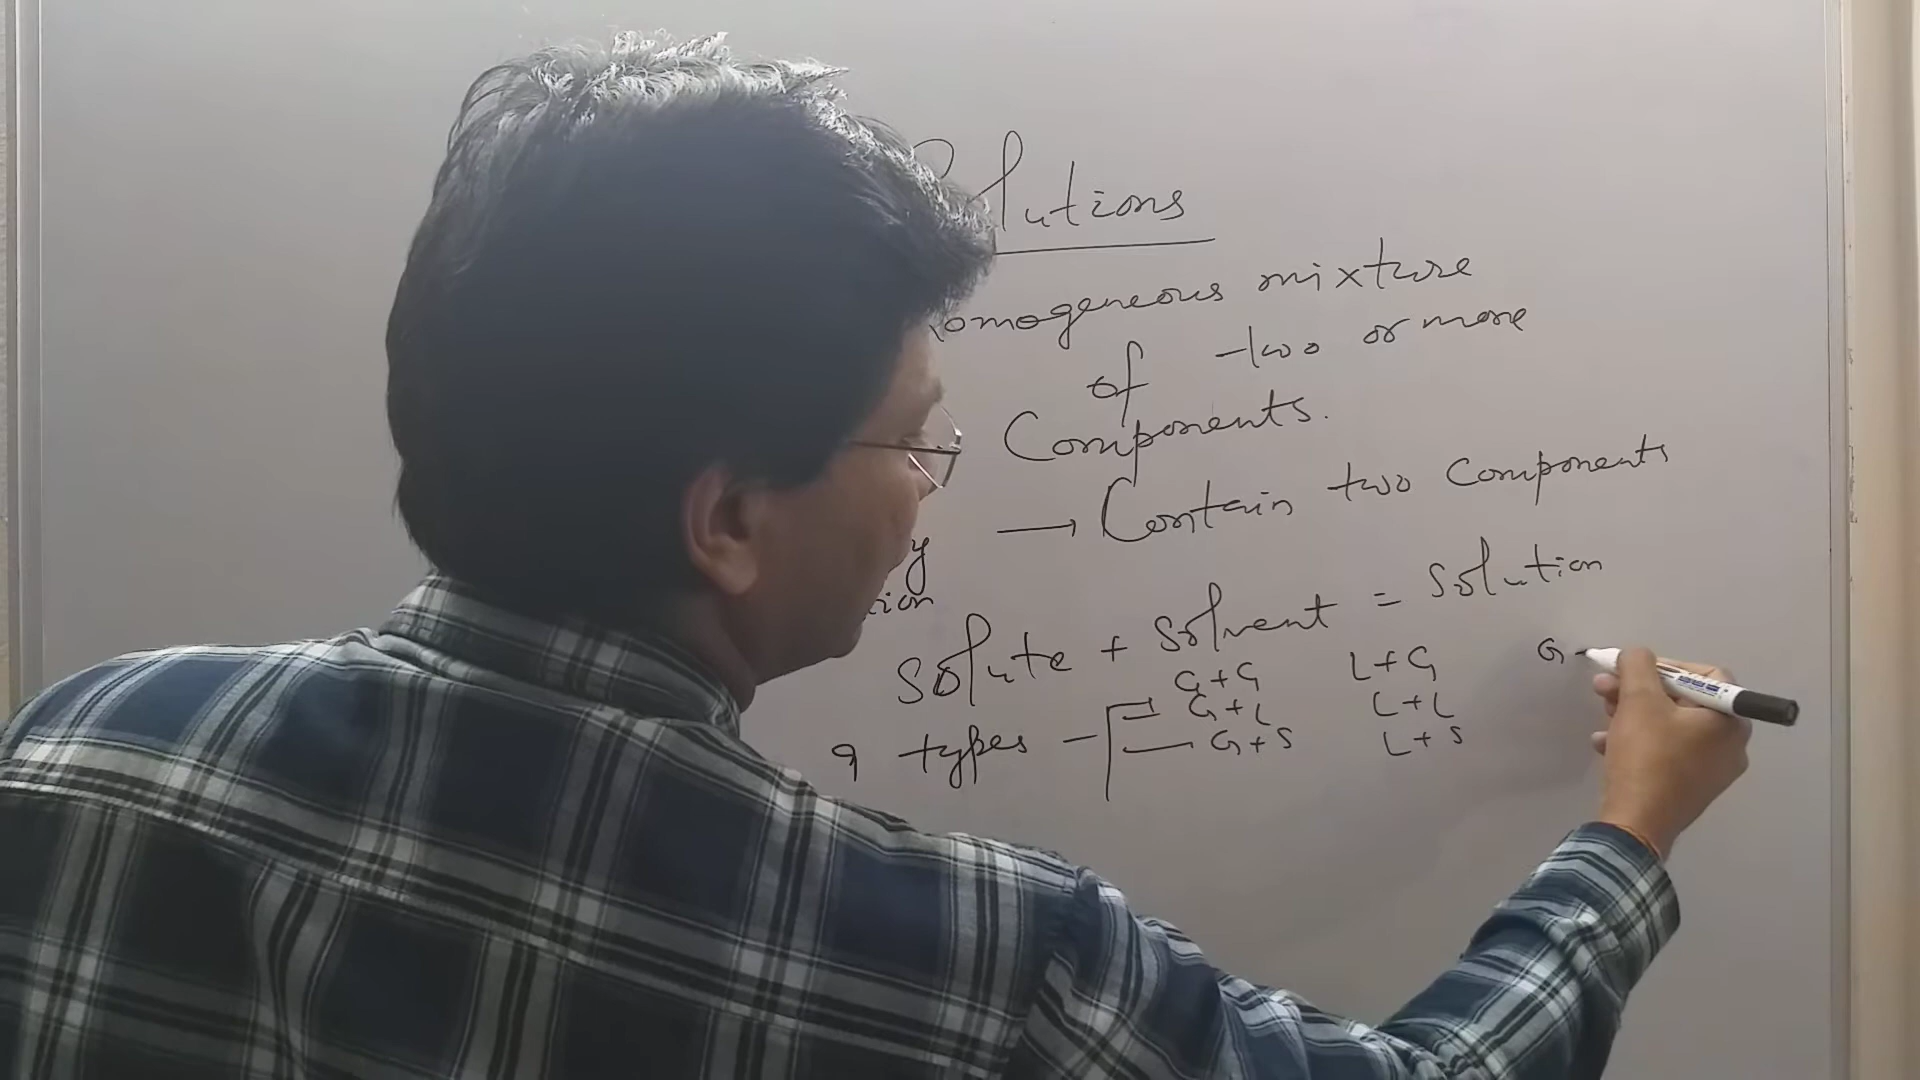 lutions
omogeneous mixture
of two or more
Components.
y → Contain two Components
tion
Solute + Solvent = Solution
G+G L+G G
9 types G+L L+L
G+S L+S